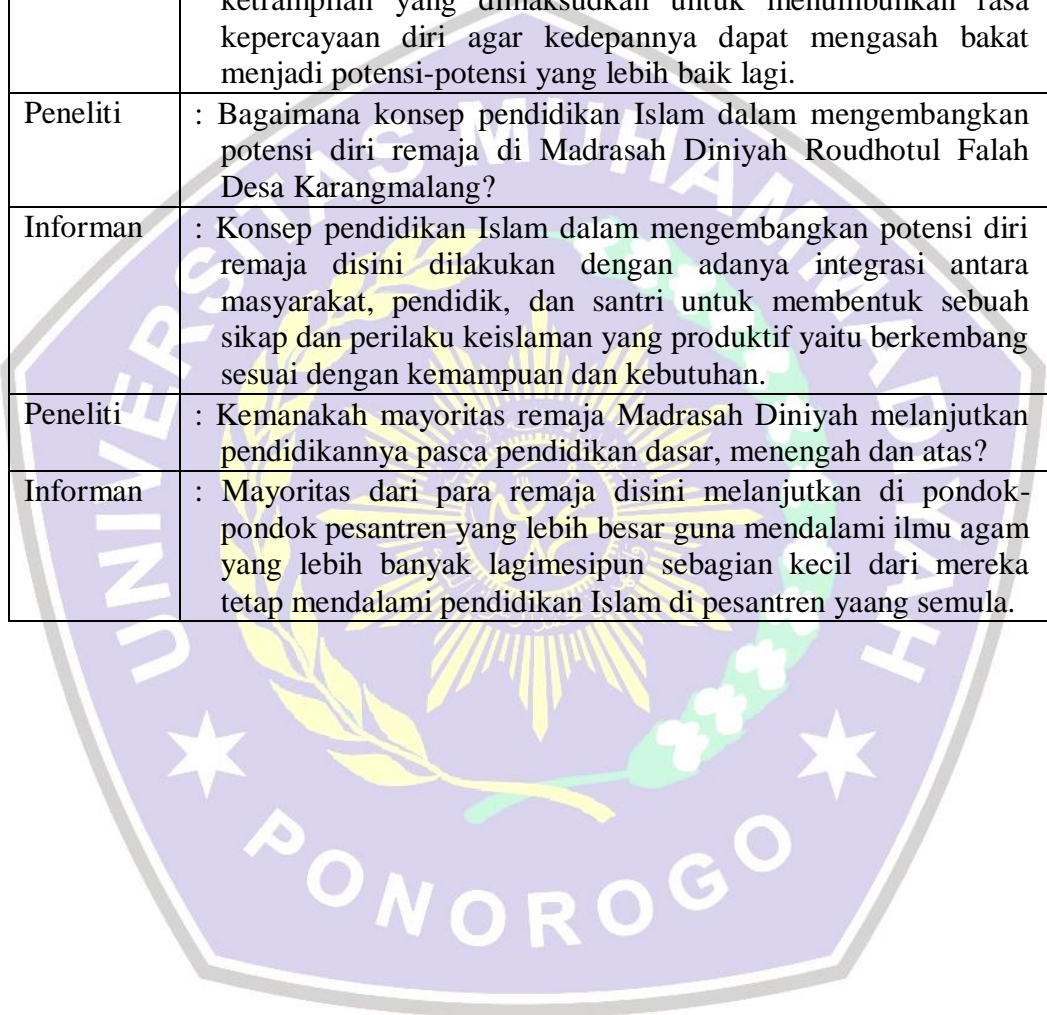 ketrampilan yang dimaksudkan untuk menumbuhkan rasa
kepercayaan diri agar kedepannya dapat mengasah bakat
menjadi potensi-potensi yang lebih baik lagi.
Peneliti : Bagaimana konsep pendidikan Islam dalam mengembangkan
potensi diri remaja di Madrasah Diniyah Roudhotul Falah
Desa Karangmalang?
Informan : Konsep pendidikan Islam dalam mengembangkan potensi diri
remaja disini dilakukan dengan adanya integrasi antara
masyarakat, pendidik, dan santri untuk membentuk sebuah
sikap dan perilaku keislaman yang produktif yaitu berkembang
sesuai dengan kemampuan dan kebutuhan.
Peneliti : Kemanakah mayoritas remaja Madrasah Diniyah melanjutkan
pendidikannya pasca pendidikan dasar, menengah dan atas?
Informan : Mayoritas dari para remaja disini melanjutkan di pondok-
pondok pesantren yang lebih besar guna mendalami ilmu agam
yang lebih banyak lagimesipun sebagian kecil dari mereka
tetap mendalami pendidikan Islam di pesantren yaang semula.
UNIVERSITAS MUHAMMADIYAH
PONOROGO